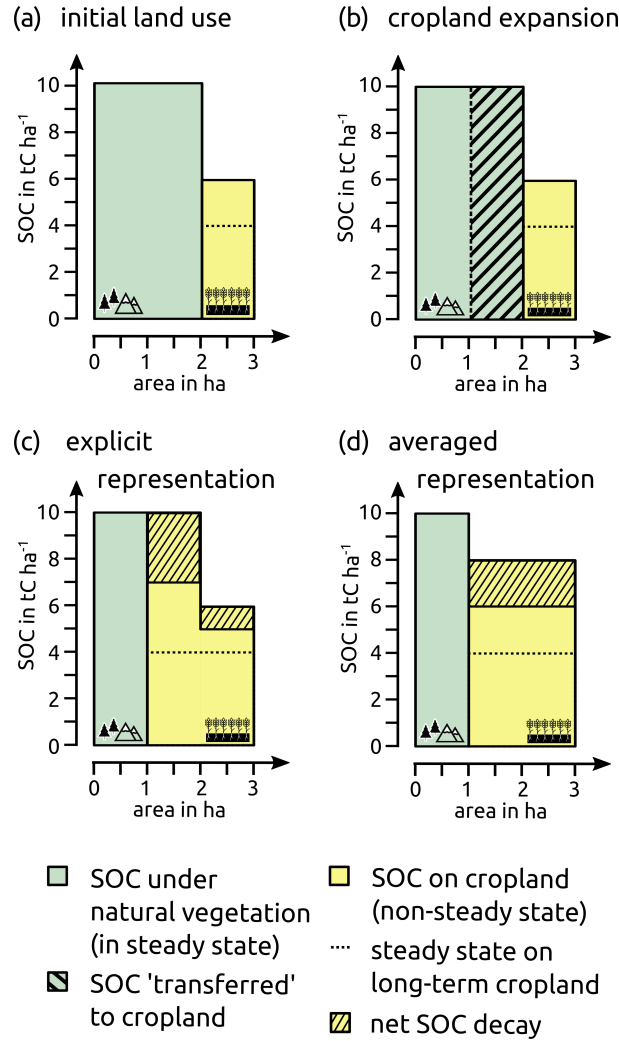 (a) initial land use
SOC in tC ha-1
10
8
6
4
2
0
0 1 2 3
area in ha
(b) cropland expansion
SOC in tC ha-1
10
8
6
4
2
0
0 1 2 3
area in ha
(c) explicit
representation
SOC in tC ha-1
10
8
6
4
2
0
0 1 2 3
area in ha
(d) averaged
representation
SOC in tC ha-1
10
8
6
4
2
0
0 1 2 3
area in ha
SOC under
natural vegetation
(in steady state)
SOC 'transferred'
to cropland
SOC on cropland
(non-steady state)
steady state on
long-term cropland
net SOC decay